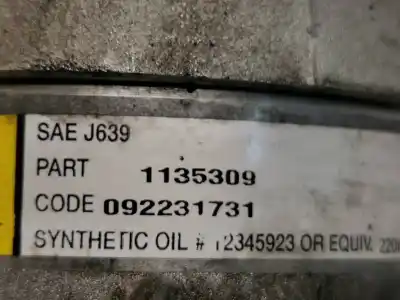 SAE J639
PART 1135309
CODE 092231731
SYNTHETIC OIL # 12345923 OR EQUIV.